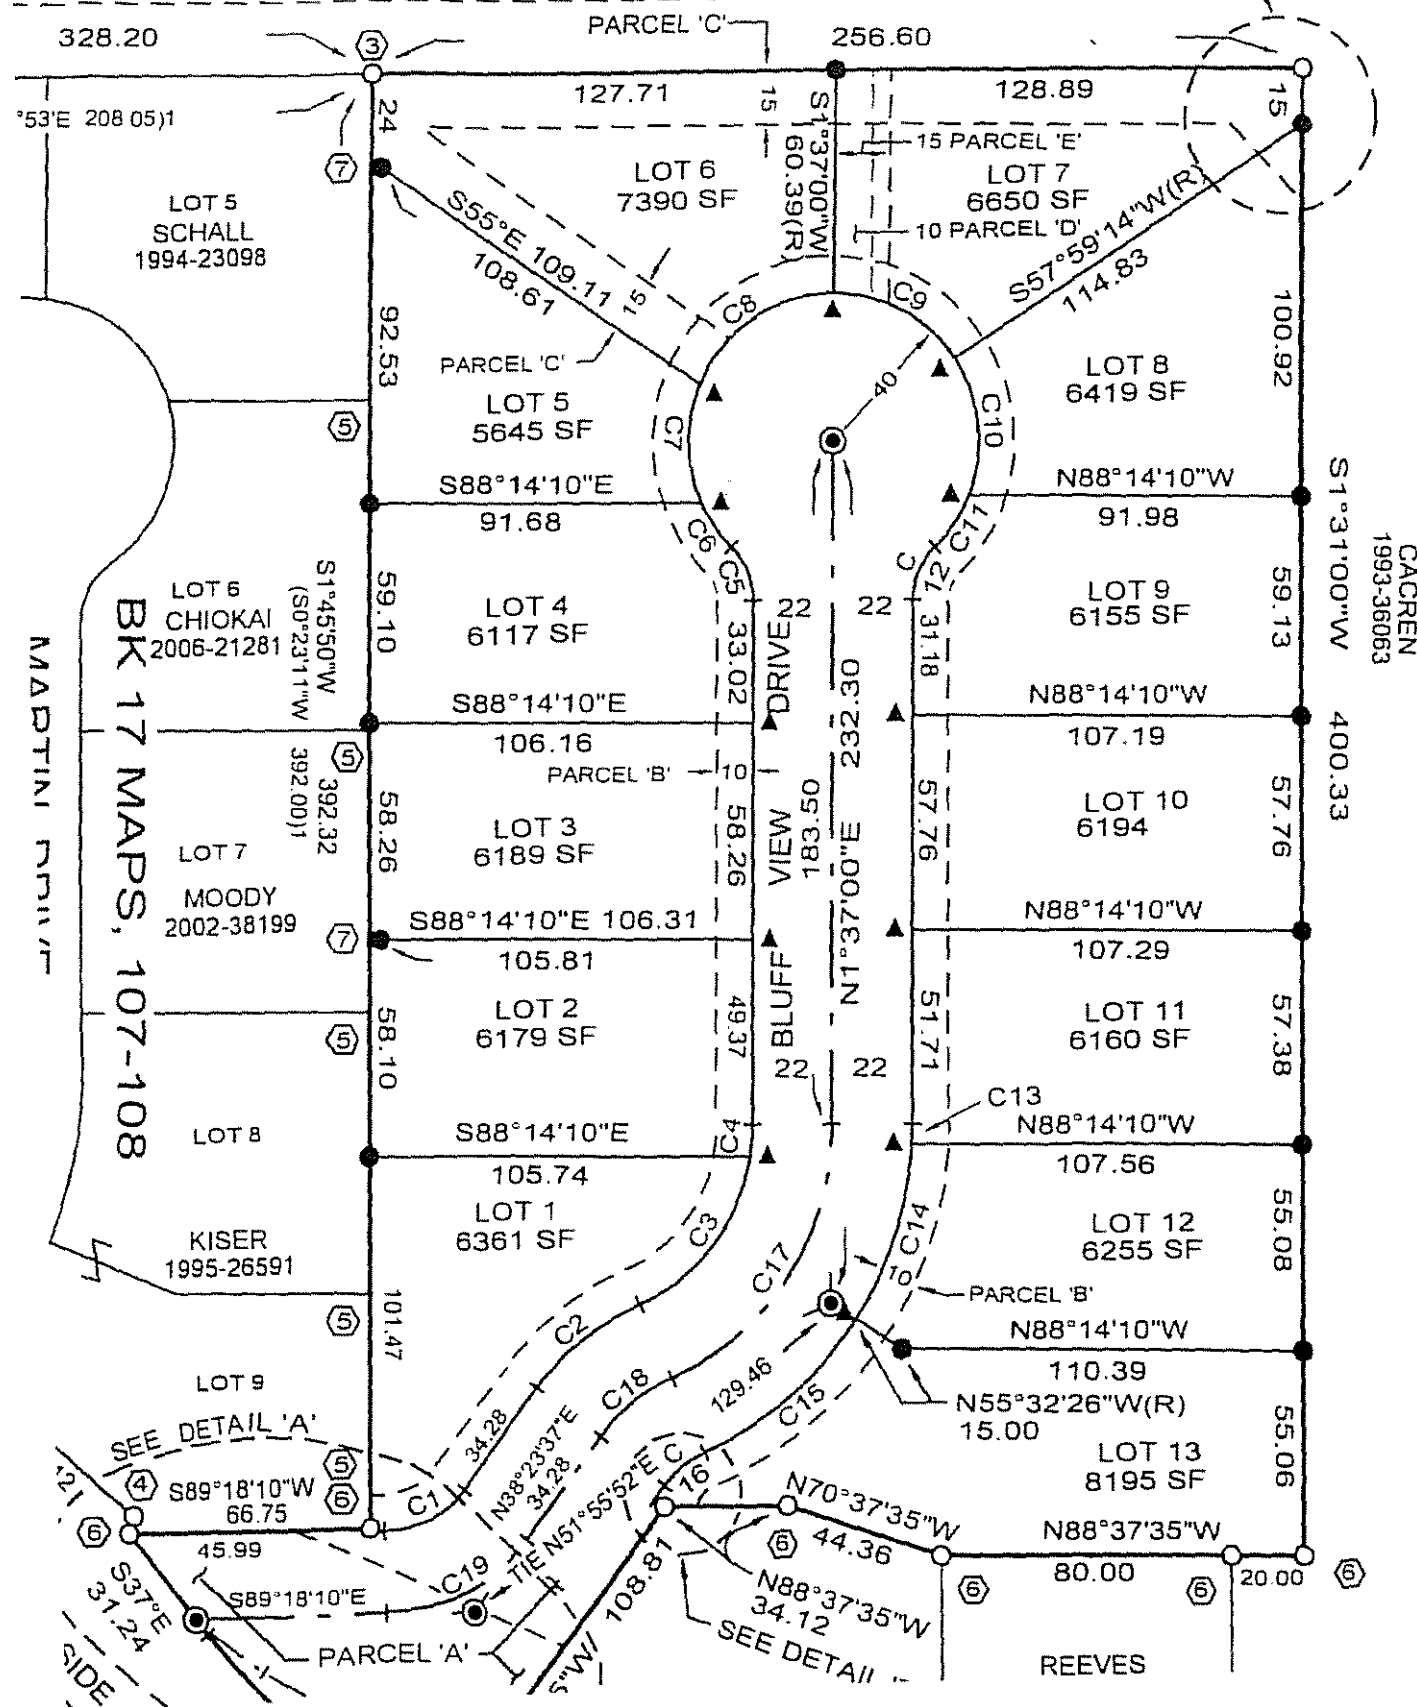 328.20
3
PARCEL 'C'
256.60
127.71
128.89
15
15
°53'E 208 05)1
24
7
S1°37'00"W
60.39(R)
15 PARCEL 'E'
LOT 6
7390 SF
LOT 7
6650 SF
10 PARCEL 'D'
LOT 5
SCHALL
1994-23098
S55°E 109.11
108.61
15
S57°59'14"W(R)
114.83
C8
C9
92.53
100.92
PARCEL 'C'
40
LOT 5
5645 SF
LOT 8
6419 SF
5
C7
C10
S88°14'10"E
91.68
N88°14'10"W
91.98
S1°31'00"W
400.33
CACREN
1993-36063
C6
C5
C11
C
12
LOT 6
CHIOKAI
2006-21281
S1°45'50"W
(S0°23'11"W
392.32
392.00)1
59.10
LOT 4
6117 SF
22
22
LOT 9
6155 SF
59.13
33.02
31.18
BK 17 MAPS, 107-108
S88°14'10"E
106.16
N88°14'10"W
107.19
5
PARCEL 'B'
10
BLUFF VIEW DRIVE
183.50
N1°37'00"E 232.30
LOT 7
MOODY
2002-38199
58.26
LOT 3
6189 SF
58.26
57.76
LOT 10
6194
57.76
7
S88°14'10"E 106.31
105.81
N88°14'10"W
107.29
58.10
LOT 2
6179 SF
49.37
51.71
LOT 11
6160 SF
57.38
5
22
22
C13
LOT 8
S88°14'10"E
105.74
C4
N88°14'10"W
107.56
LOT 1
6361 SF
C3
C17
C14
LOT 12
6255 SF
55.08
KISER
1995-26591
10
PARCEL 'B'
5
101.47
C2
N88°14'10"W
110.39
LOT 9
C18
129.46
C15
N55°32'26"W(R)
15.00
SEE DETAIL 'A'
34.28
N38°23'37"E
34.28
LOT 13
8195 SF
55.06
4
5
S89°18'10"W
66.75
6
C1
C
16
N70°37'35"W
44.36
N88°37'35"W
80.00
20.00
6
45.99
TIE N51°55'52"E
6
6
6
6
S37°E
31.24
S89°18'10"E
C19
108.81
N88°37'35"W
34.12
PARCEL 'A'
SEE DETAIL
REEVES
SIDE
5"W